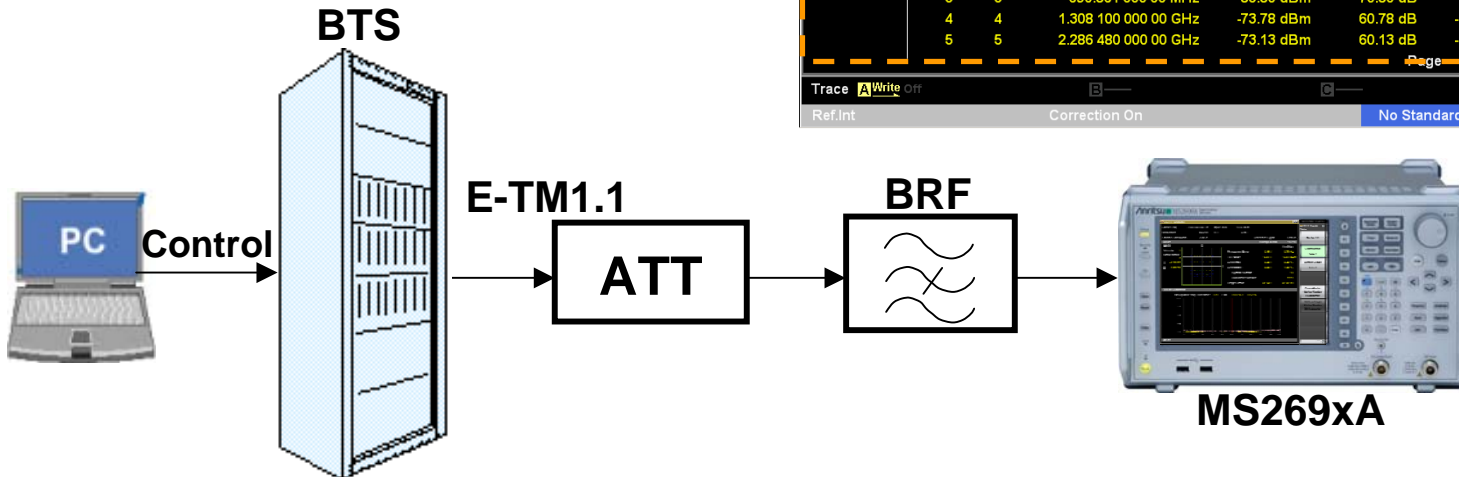 4 4 1.308 100 000 00 GHz -73.78 dBm 60.78 dB
5 5 2.286 480 000 00 GHz -73.13 dBm 60.13 dB
Page
Trace A Write Off B C
Ref.Int Correction On No Standard
BTS
PC
Control
E-TM1.1
ATT
BRF
Anritsu
MS269xA